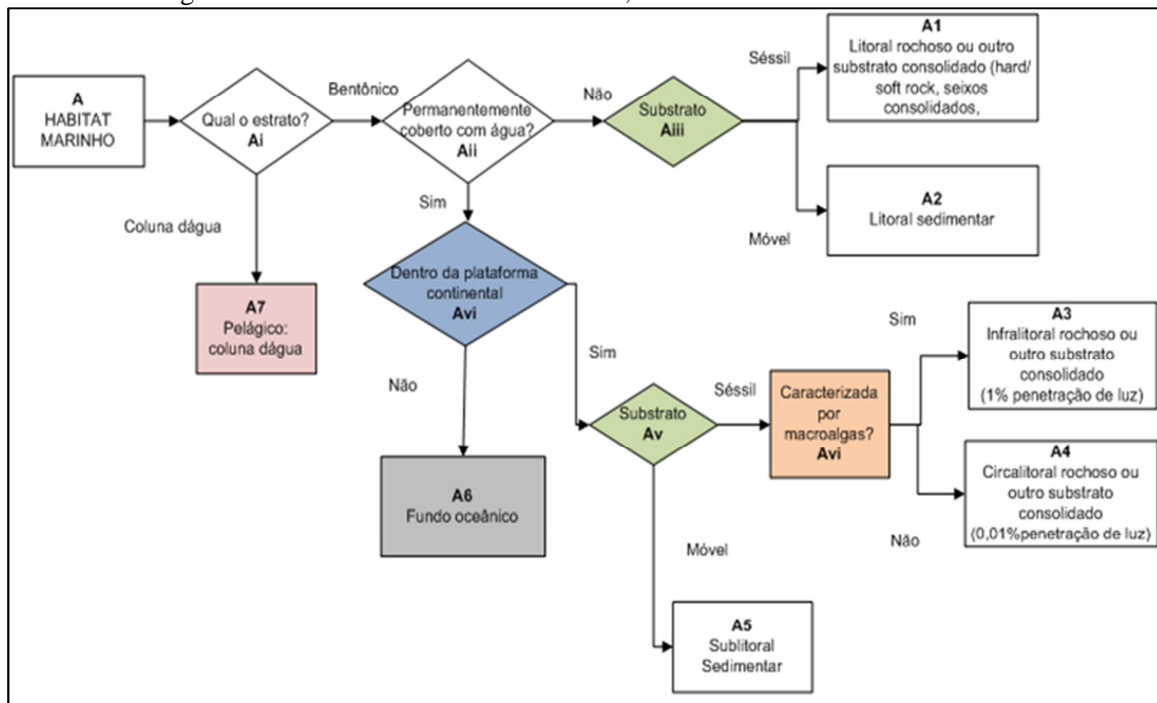 A
HABITAT
MARINHO
Qual o estrato?
Ai
Bentônico
Permanentemente
coberto com água?
Aii
Não
Substrato
Aiii
Séssil
A1
Litoral rochoso ou outro
substrato consolidado (hard/
soft rock, seixos
consolidados,
Móvel
A2
Litoral sedimentar
Coluna dágua
A7
Pelágico:
coluna dágua
Sim
Dentro da plataforma
continental
Avi
Não
A6
Fundo oceânico
Sim
Substrato
Av
Séssil
Caracterizada
por
macroalgas?
Avi
Sim
A3
Infralitoral rochoso ou
outro substrato
consolidado
(1% penetração de luz)
Não
A4
Circalitoral rochoso ou
outro substrato
consolidado
(0,01%penetração de luz)
Móvel
A5
Sublitoral
Sedimentar